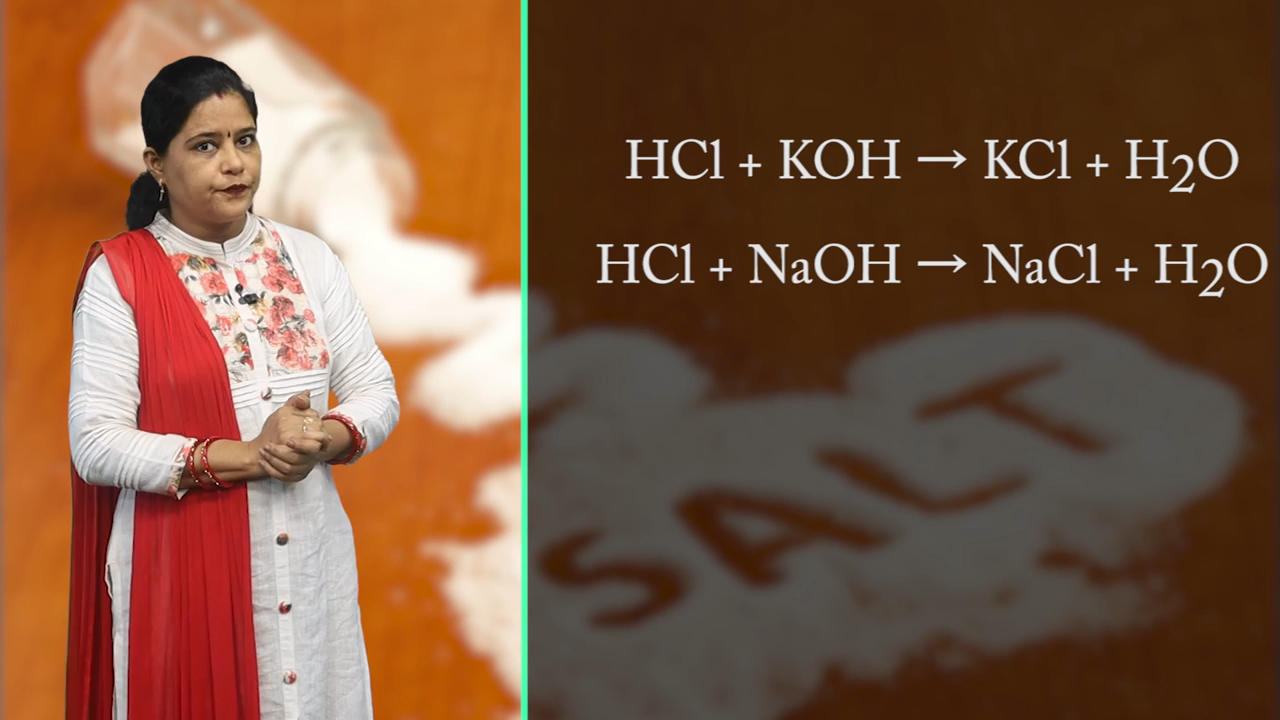 HCl + KOH → KCl + H₂O
HCl + NaOH → NaCl + H₂O
SALT